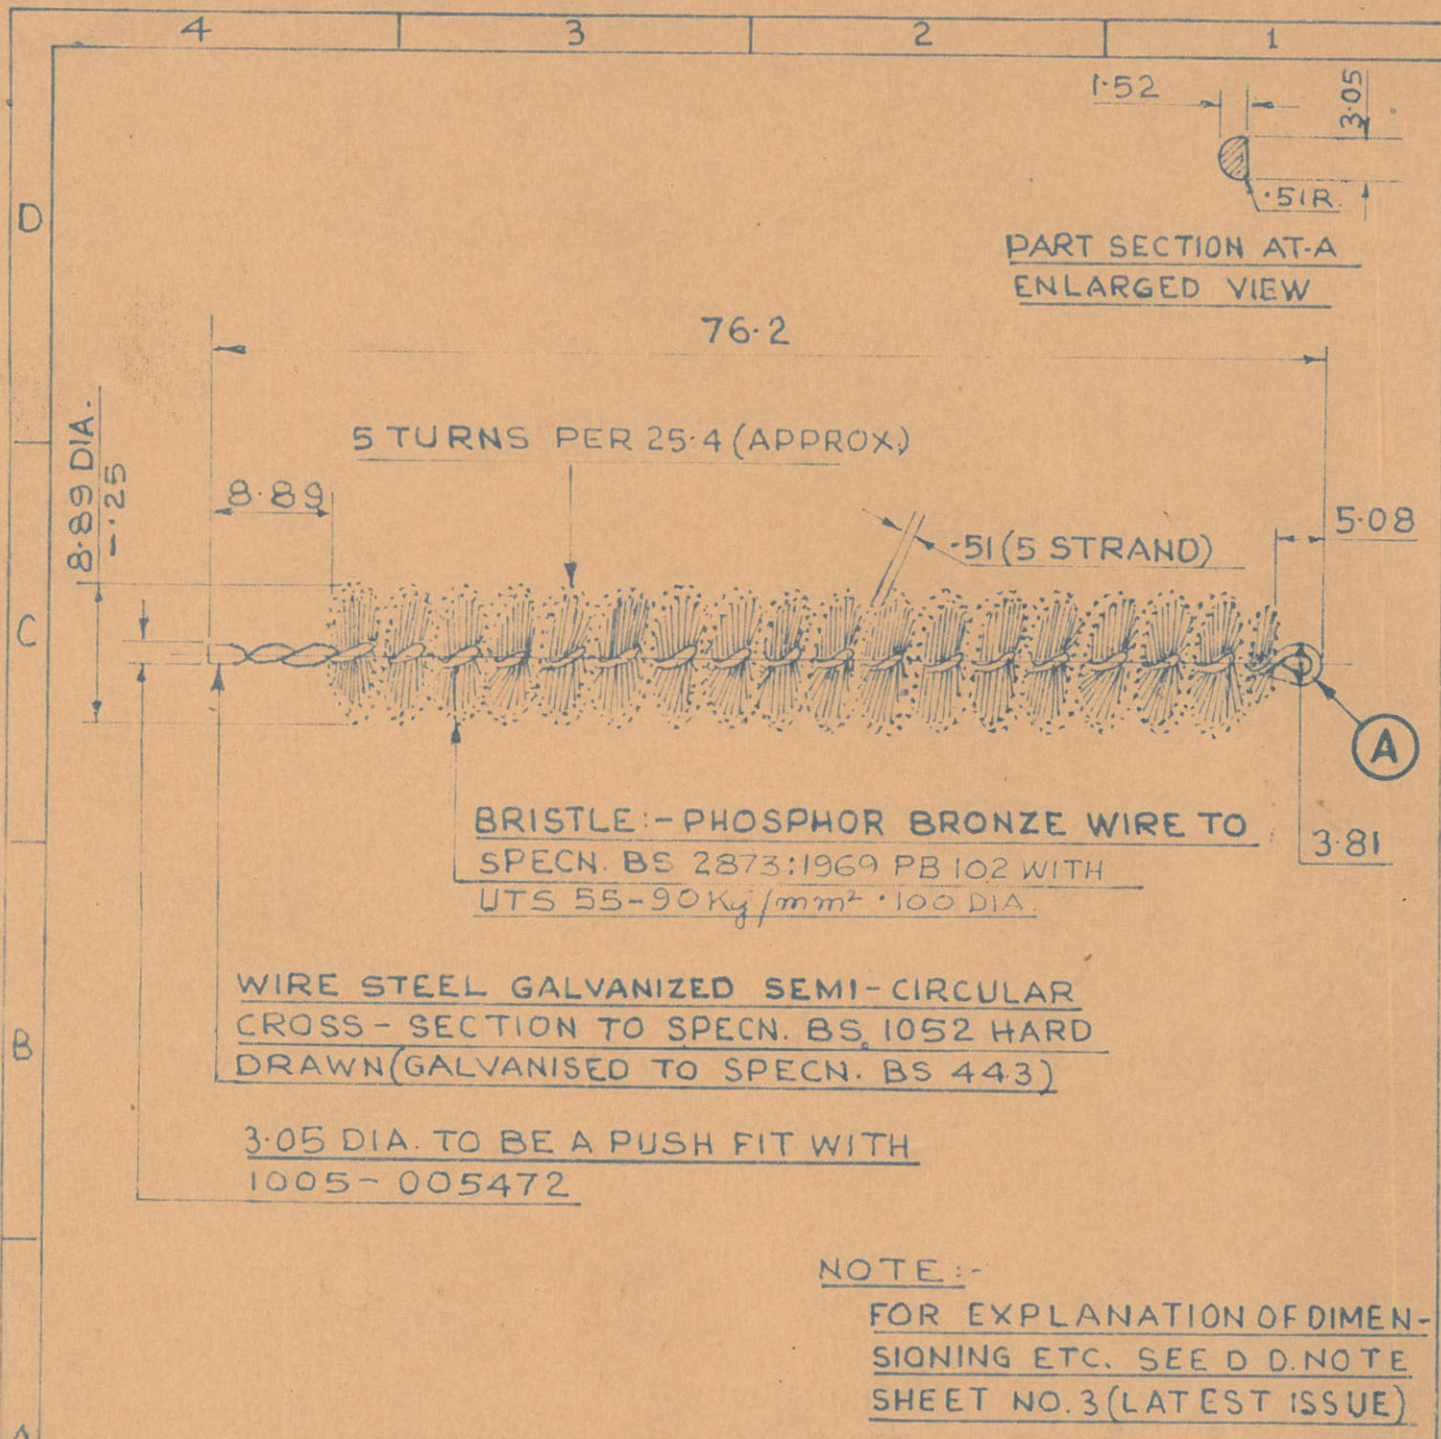 4 3 2 1
1·52
3·05
·51R.
D
PART SECTION AT-A
ENLARGED VIEW
76·2
8·89 DIA.
-·25
5 TURNS PER 25·4 (APPROX.)
8·89
·51 (5 STRAND)
5·08
C
A
BRISTLE:- PHOSPHOR BRONZE WIRE TO
SPECN. BS 2873:1969 PB 102 WITH
UTS 55-90 Kg/mm² ·100 DIA.
3·81
WIRE STEEL GALVANIZED SEMI-CIRCULAR
CROSS-SECTION TO SPECN. BS. 1052 HARD
DRAWN (GALVANISED TO SPECN. BS 443)
B
3·05 DIA. TO BE A PUSH FIT WITH
1005-005472
NOTE:-
FOR EXPLANATION OF DIMEN-
SIONING ETC. SEE D D. NOTE
SHEET NO. 3 (LATEST ISSUE)
A